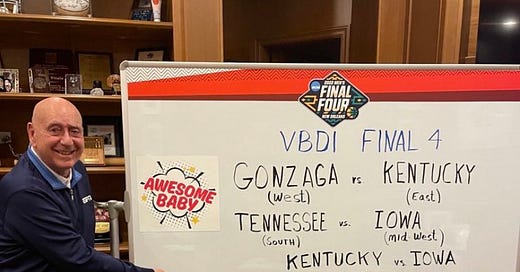 2022 MEN'S
FINAL
FOUR
NEW ORLEANS
VBDI FINAL 4
AWESOME
BABY
GONZAGA vs KENTUCKY
(West) (East)
TENNESSEE vs. IOWA
(South) (mid-West)
KENTUCKY vs IOWA